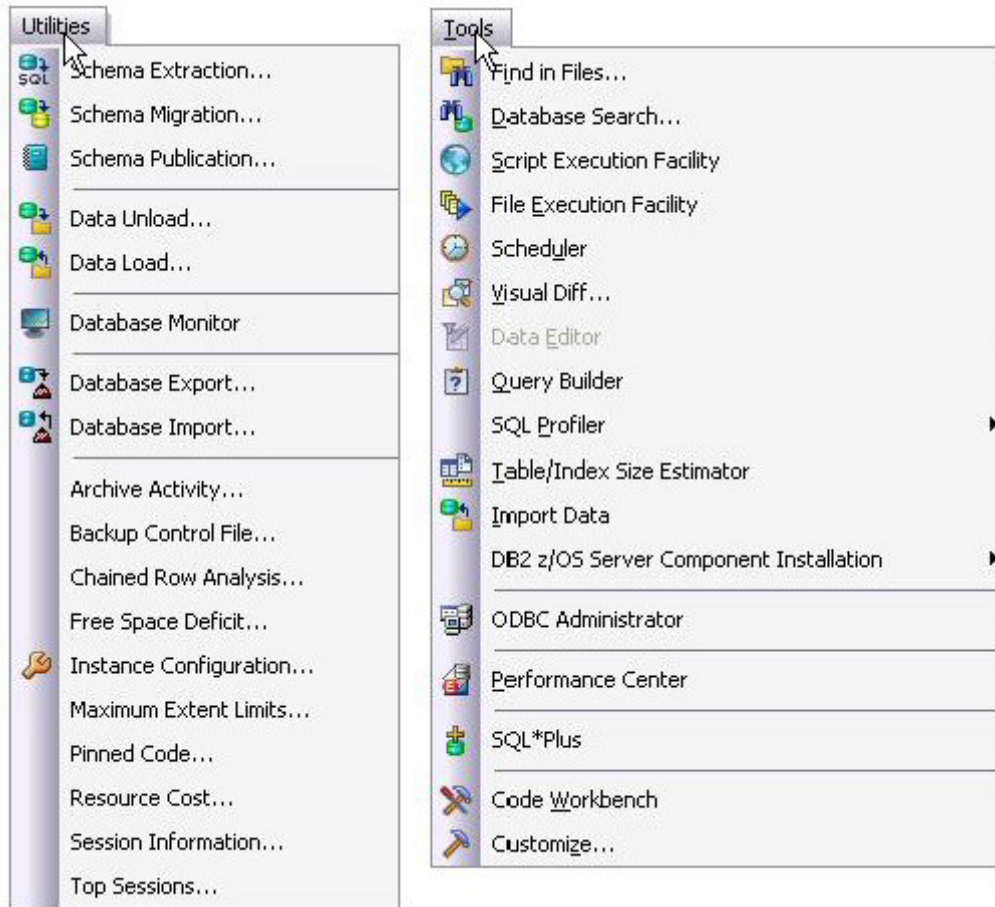 Utilities
SQL
Schema Extraction...
Schema Migration...
Schema Publication...
Data Unload...
Data Load...
Database Monitor
Database Export...
Database Import...
Archive Activity...
Backup Control File...
Chained Row Analysis...
Free Space Deficit...
Instance Configuration...
Maximum Extent Limits...
Pinned Code...
Resource Cost...
Session Information...
Top Sessions...
Tools
Find in Files...
Database Search...
Script Execution Facility
File Execution Facility
Scheduler
Visual Diff...
Data Editor
Query Builder
SQL Profiler
Table/Index Size Estimator
Import Data
DB2 z/OS Server Component Installation
ODBC Administrator
Performance Center
SQL*Plus
Code Workbench
Customize...